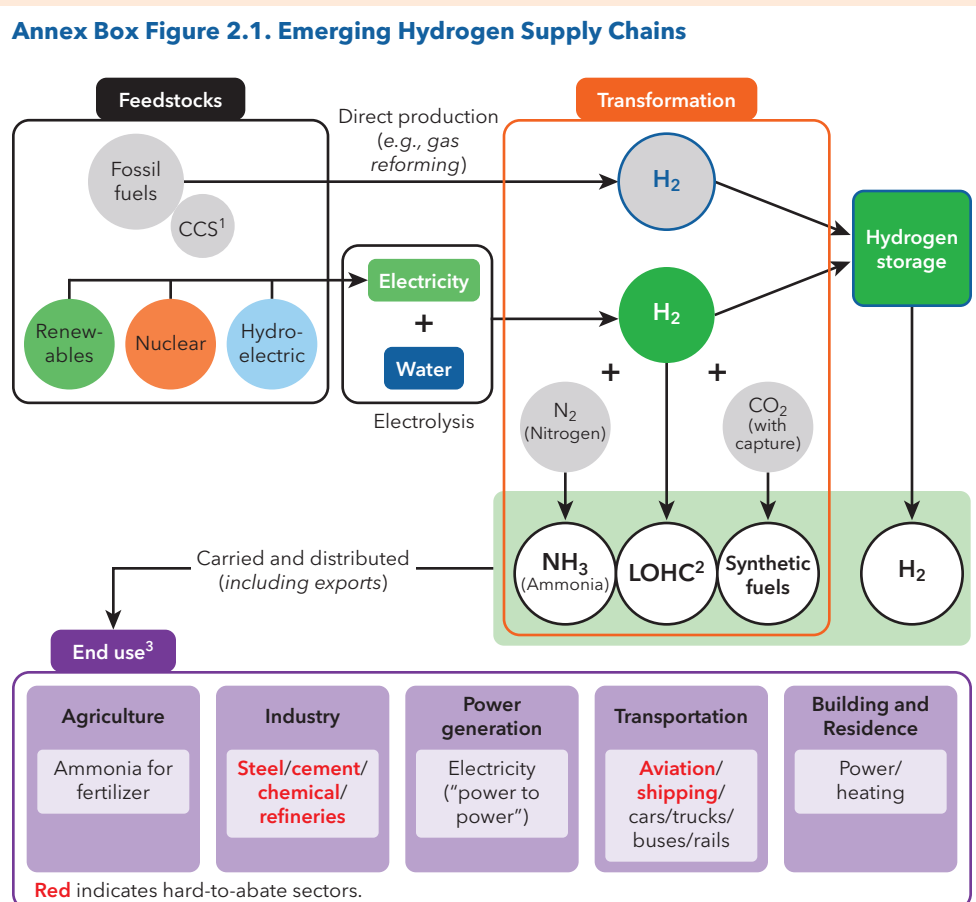 Annex Box Figure 2.1. Emerging Hydrogen Supply Chains
Feedstocks
Transformation
Direct production
(e.g., gas
reforming)
Fossil
fuels
CCS¹
H₂
Hydrogen
storage
Electricity
+
Water
Electrolysis
Renew-
ables
Nuclear
Hydro-
electric
H₂
+
+
N₂
(Nitrogen)
CO₂
(with
capture)
Carried and distributed
(including exports)
NH₃
(Ammonia)
LOHC²
Synthetic
fuels
H₂
End use³
Agriculture
Ammonia for
fertilizer
Industry
Steel/cement/
chemical/
refineries
Power
generation
Electricity
(“power to
power”)
Transportation
Aviation/
shipping/
cars/trucks/
buses/rails
Building and
Residence
Power/
heating
Red indicates hard-to-abate sectors.